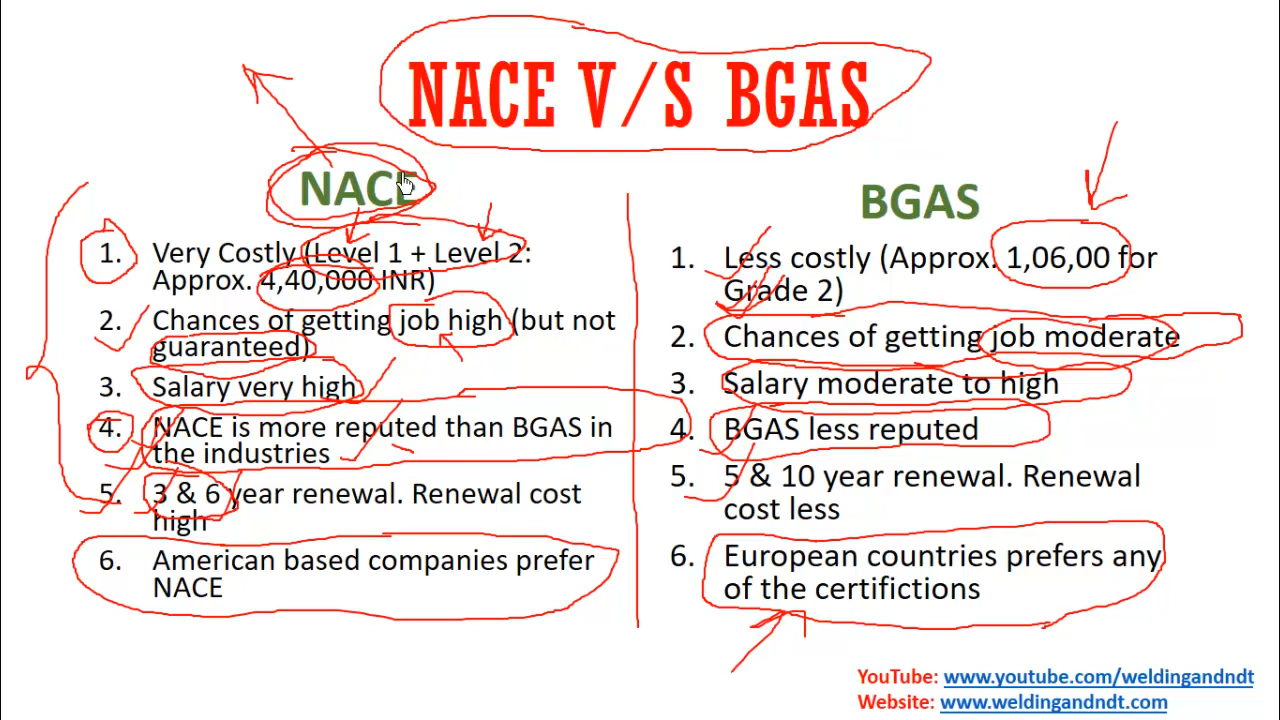 NACE V/S BGAS
NACE
1. Very Costly (Level 1 + Level 2:
Approx. 4,40,000 INR)
2. Chances of getting job high (but not
guaranteed)
3. Salary very high
4. NACE is more reputed than BGAS in
the industries
5. 3 & 6 year renewal. Renewal cost
high
6. American based companies prefer
NACE
BGAS
1. Less costly (Approx. 1,06,00 for
Grade 2)
2. Chances of getting job moderate
3. Salary moderate to high
4. BGAS less reputed
5. 5 & 10 year renewal. Renewal
cost less
6. European countries prefers any
of the certifictions
YouTube: www.youtube.com/weldingandndt
Website: www.weldingandndt.com